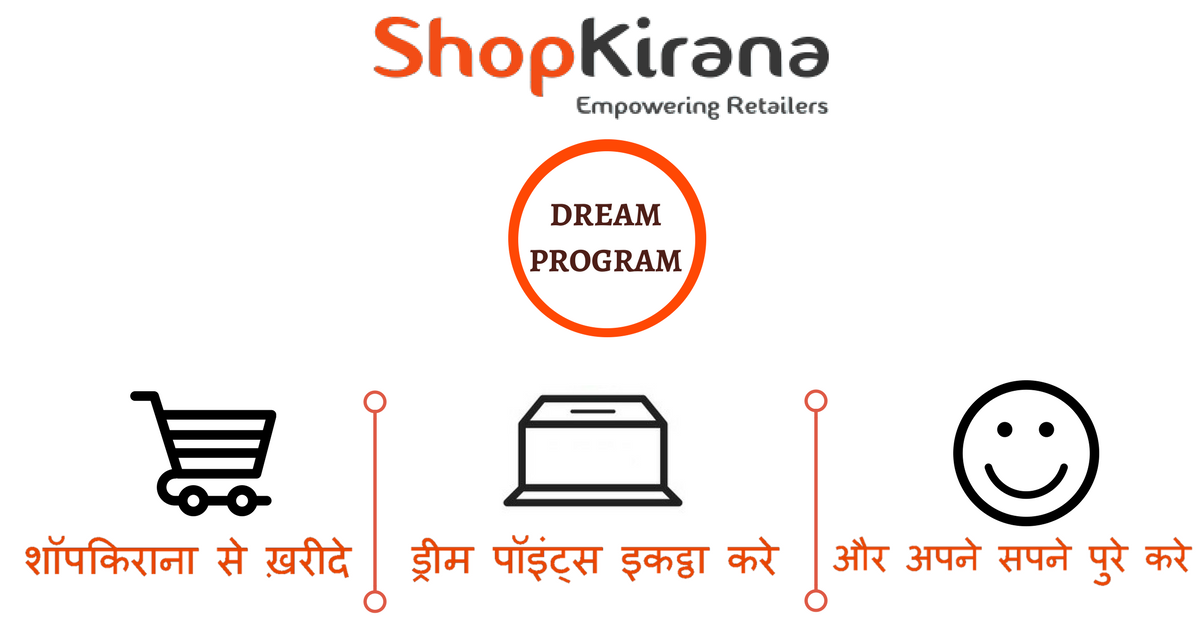 ShopKirana
Empowering Retailers
DREAM
PROGRAM
शॉपकिराना से ख़रीदे
ड्रीम पॉइंट्स इकट्ठा करे
और अपने सपने पुरे करे